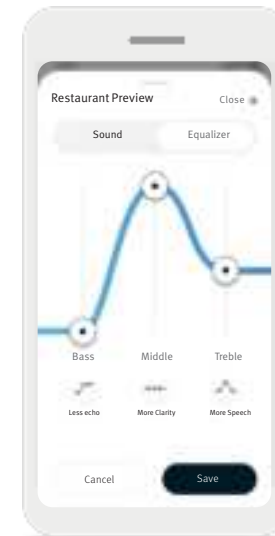 Restaurant Preview Close
Sound Equalizer
Bass Middle Treble
Less echo More Clarity More Speech
Cancel Save